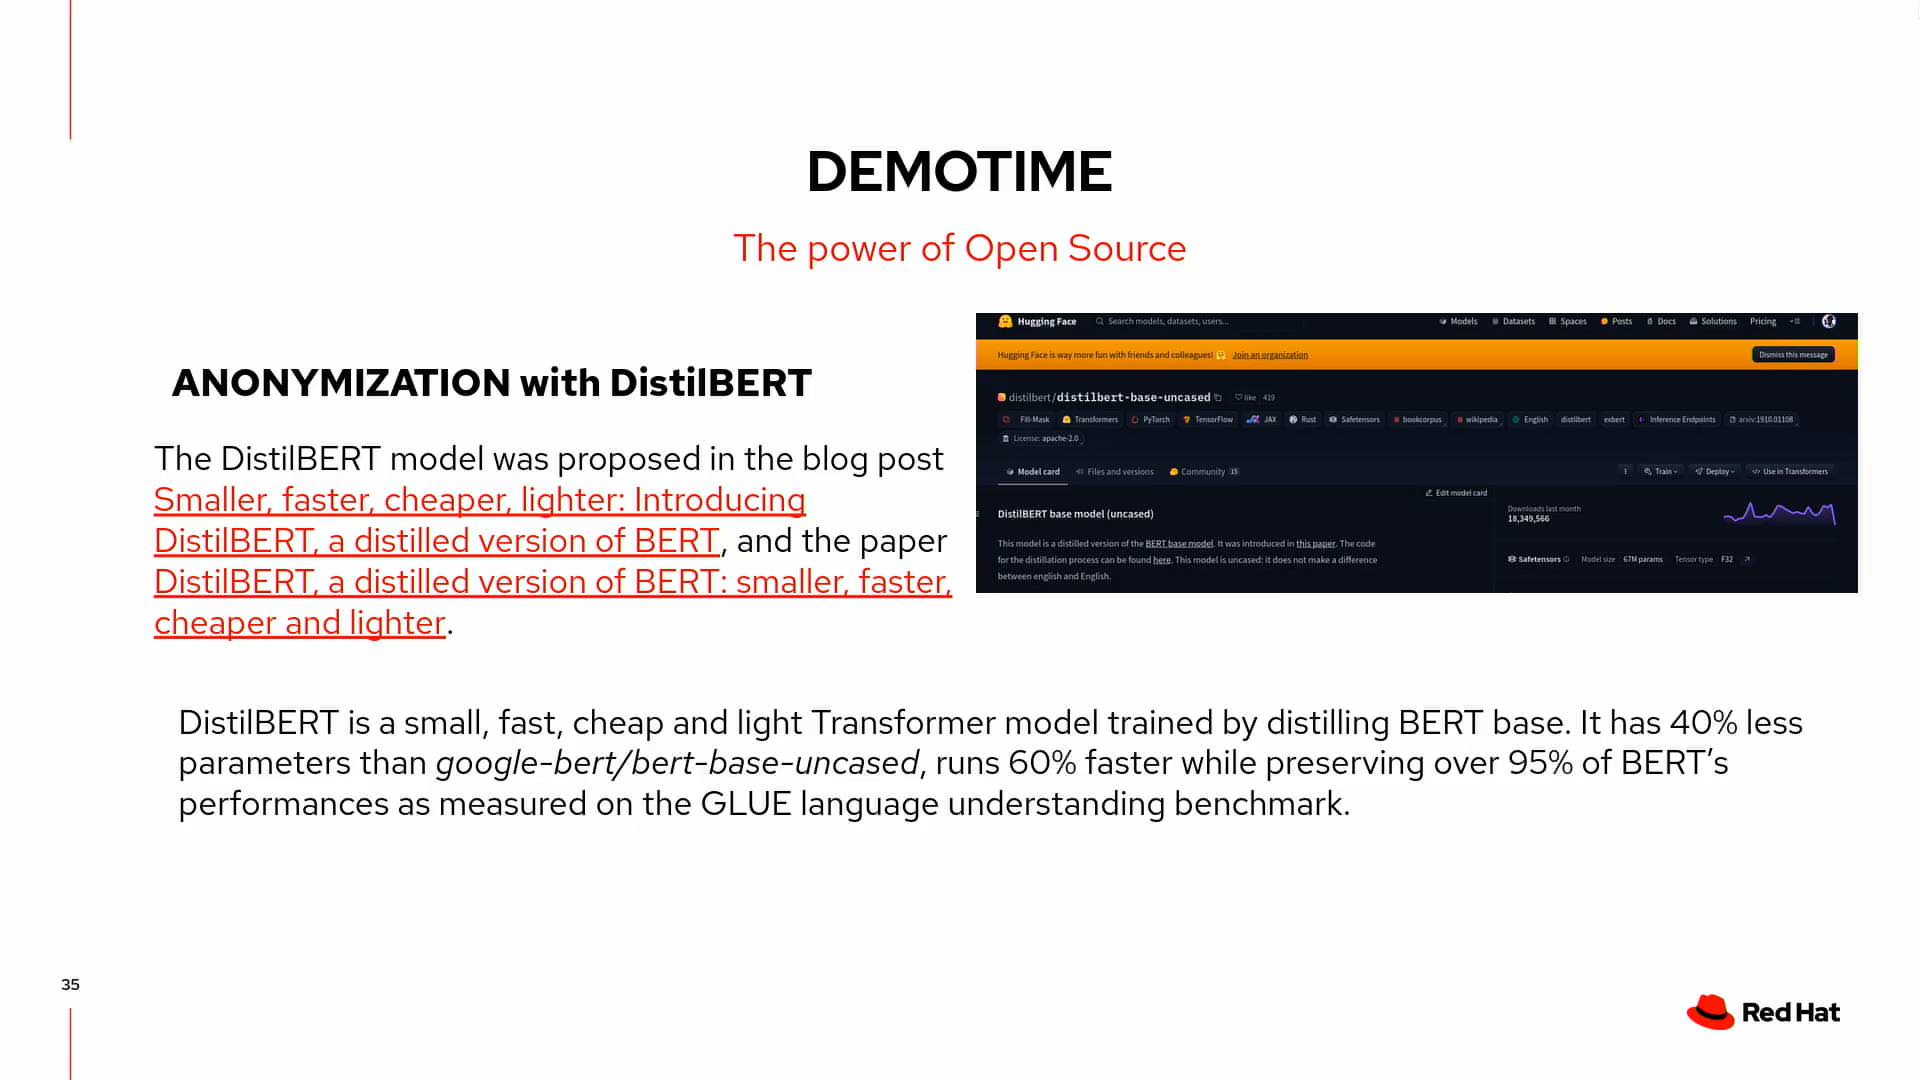 DEMOTIME
The power of Open Source
ANONYMIZATION with DistilBERT
The DistilBERT model was proposed in the blog post
Smaller, faster, cheaper, lighter: Introducing
DistilBERT, a distilled version of BERT, and the paper
DistilBERT, a distilled version of BERT: smaller, faster,
cheaper and lighter.
Hugging Face Search models, datasets, users... Models Datasets Spaces Posts Docs Solutions Pricing
Hugging Face is way more fun with friends and colleagues! 🤗 Join an organization Dismiss this message
distilbert/distilbert-base-uncased like 419
Fill-Mask Transformers PyTorch TensorFlow JAX Rust Safetensors bookcorpus wikipedia English distilbert exbert Inference Endpoints arxiv:1910.01108
License: apache-2.0
Model card Files and versions Community 15 Train Deploy Use in Transformers
Edit model card
DistilBERT base model (uncased)
This model is a distilled version of the BERT base model. It was introduced in this paper. The code
for the distillation process can be found here. This model is uncased: it does not make a difference
between english and English.
Downloads last month
18,349,566
Safetensors Model size 67M params Tensor type F32
DistilBERT is a small, fast, cheap and light Transformer model trained by distilling BERT base. It has 40% less
parameters than google-bert/bert-base-uncased, runs 60% faster while preserving over 95% of BERT’s
performances as measured on the GLUE language understanding benchmark.
35
Red Hat